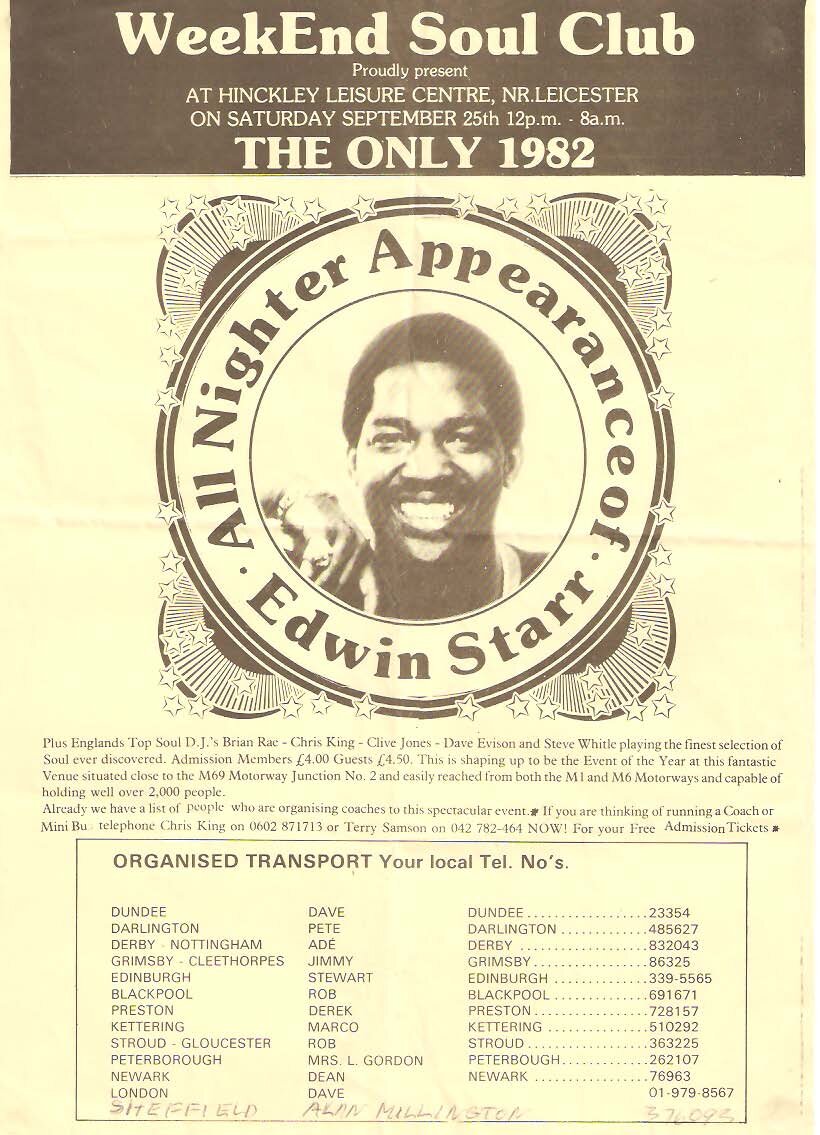 WeekEnd Soul Club
Proudly present
AT HINCKLEY LEISURE CENTRE, NR.LEICESTER
ON SATURDAY SEPTEMBER 25th 12p.m. - 8a.m.
THE ONLY 1982
All Nighter Appearance of
· Edwin Starr ·
Plus Englands Top Soul D.J.'s Brian Rae - Chris King - Clive Jones - Dave Evison and Steve Whitle playing the finest selection of
Soul ever discovered. Admission Members £4.00 Guests £4.50. This is shaping up to be the Event of the Year at this fantastic
Venue situated close to the M69 Motorway Junction No. 2 and easily reached from both the M1 and M6 Motorways and capable of
holding well over 2,000 people.
Already we have a list of people who are organising coaches to this spectacular event.* If you are thinking of running a Coach or
Mini Bu telephone Chris King on 0602 871713 or Terry Samson on 042 782-464 NOW! For your Free Admission Tickets *
ORGANISED TRANSPORT Your local Tel. No's.
DUNDEE DAVE DUNDEE..................23354
DARLINGTON PETE DARLINGTON.............485627
DERBY - NOTTINGHAM ADÉ DERBY...................832043
GRIMSBY - CLEETHORPES JIMMY GRIMSBY.................86325
EDINBURGH STEWART EDINBURGH..............339-5565
BLACKPOOL ROB BLACKPOOL..............691671
PRESTON DEREK PRESTON.................728157
KETTERING MARCO KETTERING...............510292
STROUD - GLOUCESTER ROB STROUD..................363225
PETERBOROUGH MRS. L. GORDON PETERBOUGH.............262107
NEWARK DEAN NEWARK.................76963
LONDON DAVE 01-979-8567
SHEFFIELD ALAN MILLINGTON 376093